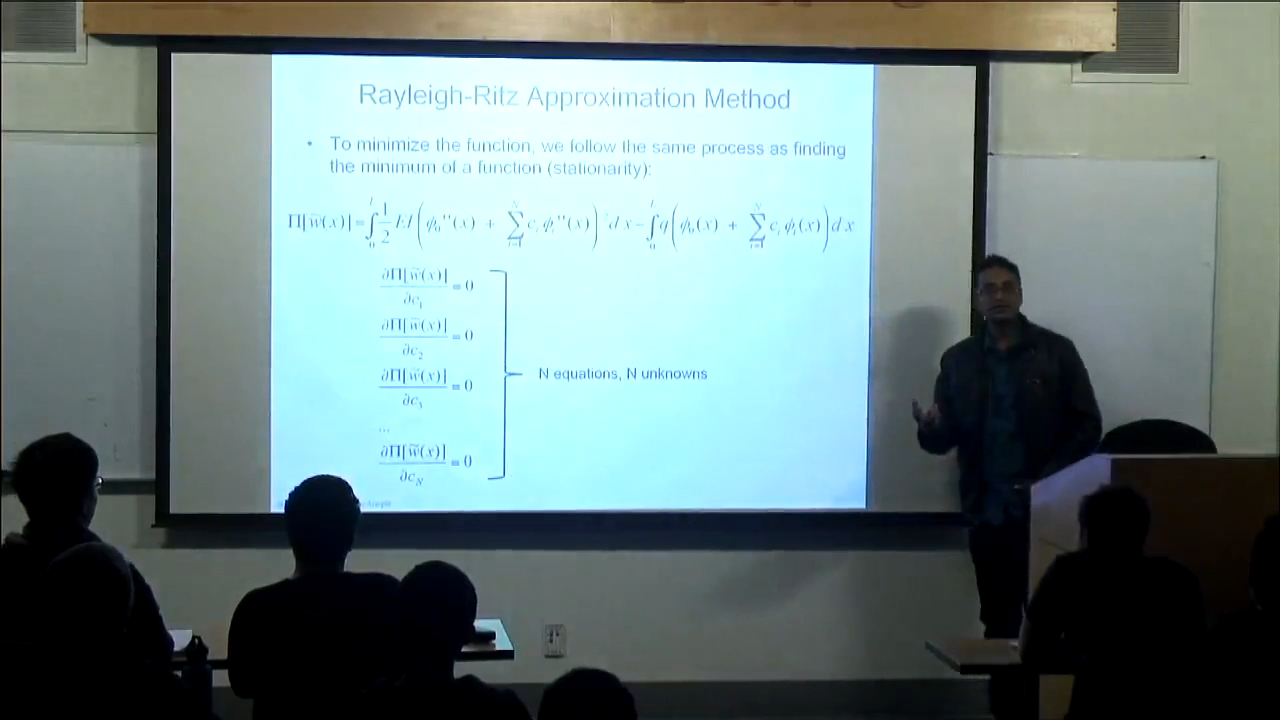 Rayleigh-Ritz Approximation Method
• To minimize the function, we follow the same process as finding
the minimum of a function (stationarity):
Π[w̃(x)]=∫₀ˡ 1/2 EI(φ₀''(x) + ∑ᵢ₌₁ᴺ cᵢ φᵢ''(x))² dx−∫₀ˡ q(φ₀(x) + ∑ᵢ₌₁ᴺ cᵢ φᵢ(x))dx
∂Π[w̃(x)]/∂c₁ = 0
∂Π[w̃(x)]/∂c₂ = 0
∂Π[w̃(x)]/∂c₃ = 0
N equations, N unknowns
...
∂Π[w̃(x)]/∂c_N = 0